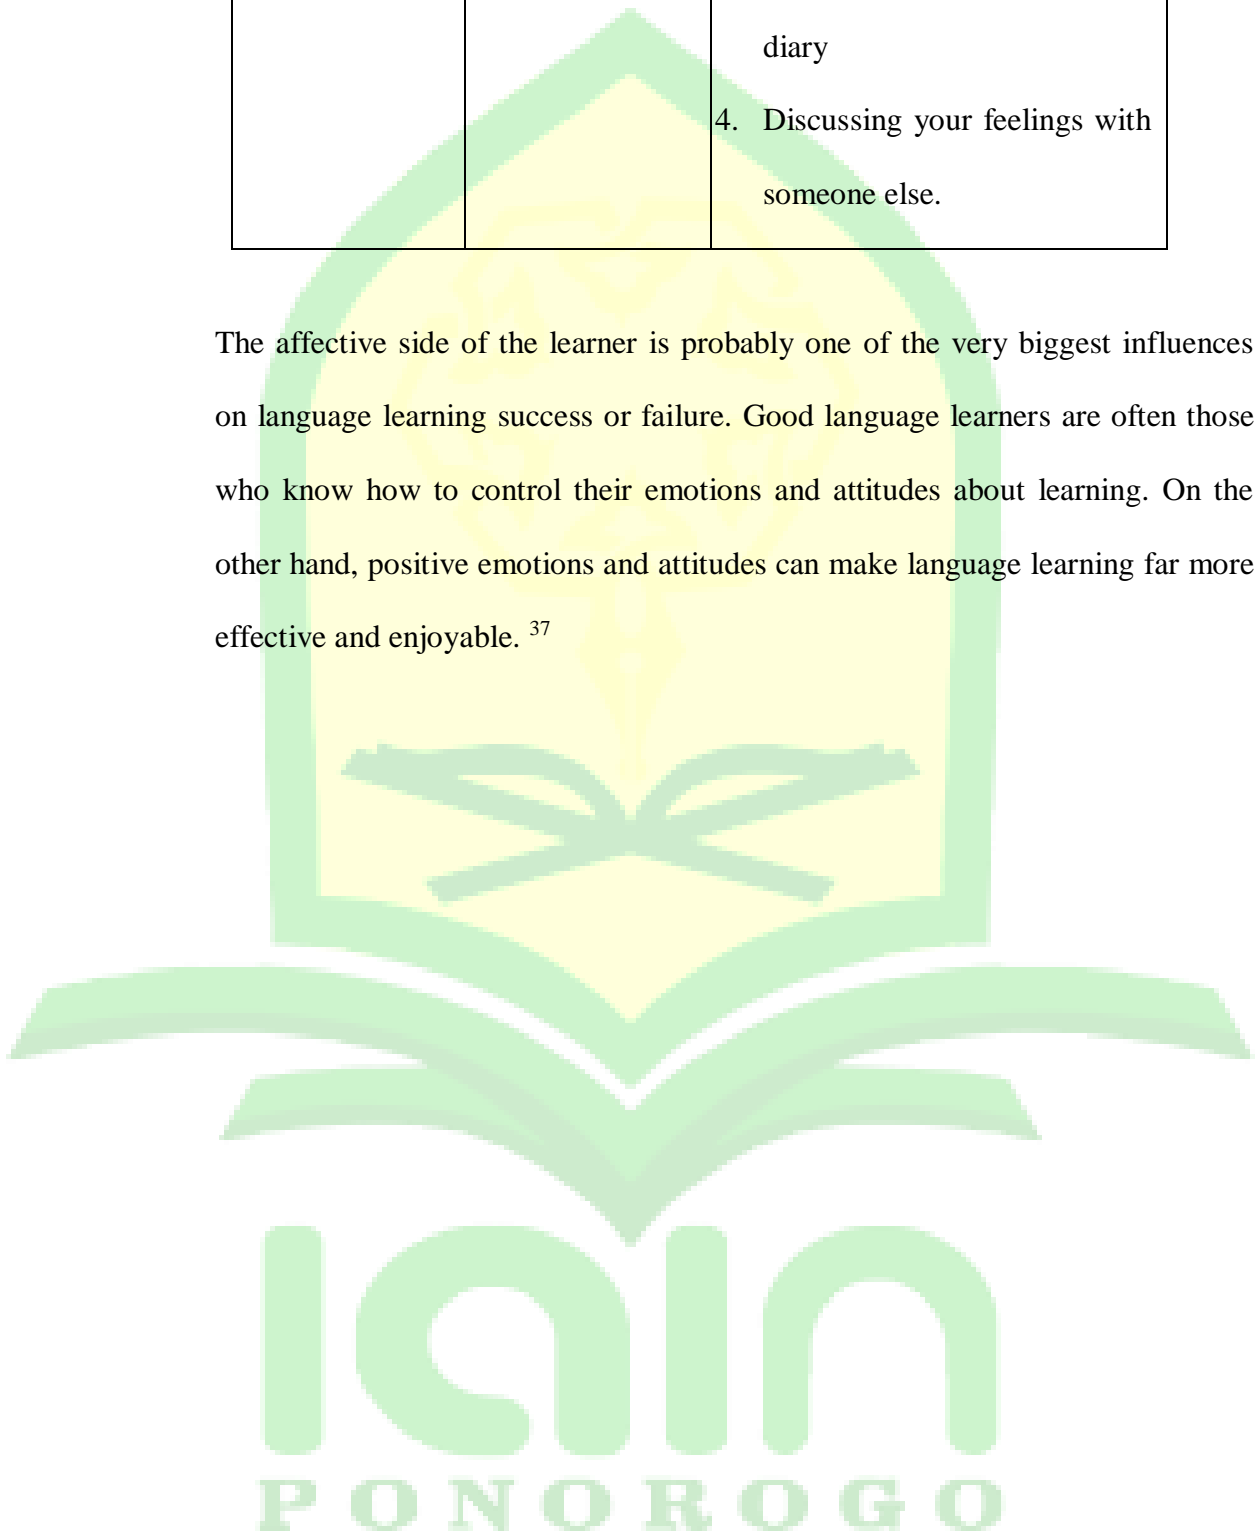 diary
4. Discussing your feelings with
someone else.
The affective side of the learner is probably one of the very biggest influences
on language learning success or failure. Good language learners are often those
who know how to control their emotions and attitudes about learning. On the
other hand, positive emotions and attitudes can make language learning far more
effective and enjoyable. 37
iain
PONOROGO